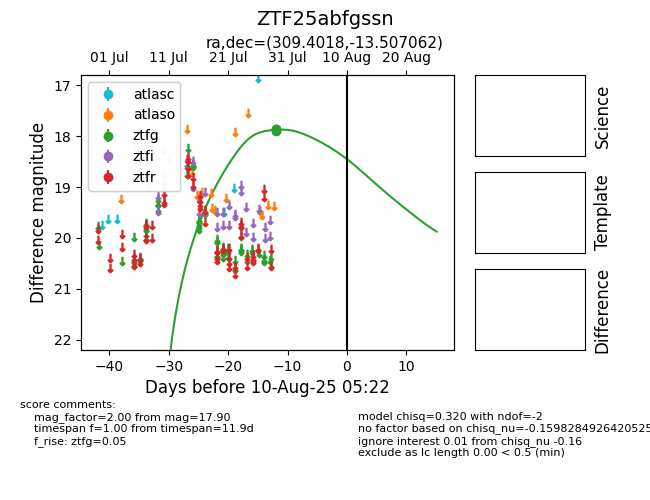 ZTF25abfgssn
ra,dec=(309.4018,-13.507062)
01 Jul 11 Jul 21 Jul 31 Jul 10 Aug 20 Aug
atlasc
atlaso
ztfg
ztfi
ztfr
17
18
19
20
21
22
Difference magnitude
−40 −30 −20 −10 0 10
Days before 10-Aug-25 05:22
Science
Template
Difference
score comments:
mag_factor=2.00 from mag=17.90
timespan f=1.00 from timespan=11.9d
f_rise: ztfg=0.05
model chisq=0.320 with ndof=-2
no factor based on chisq_nu=-0.1598284926420525
ignore interest 0.01 from chisq_nu -0.16
exclude as lc length 0.00 < 0.5 (min)